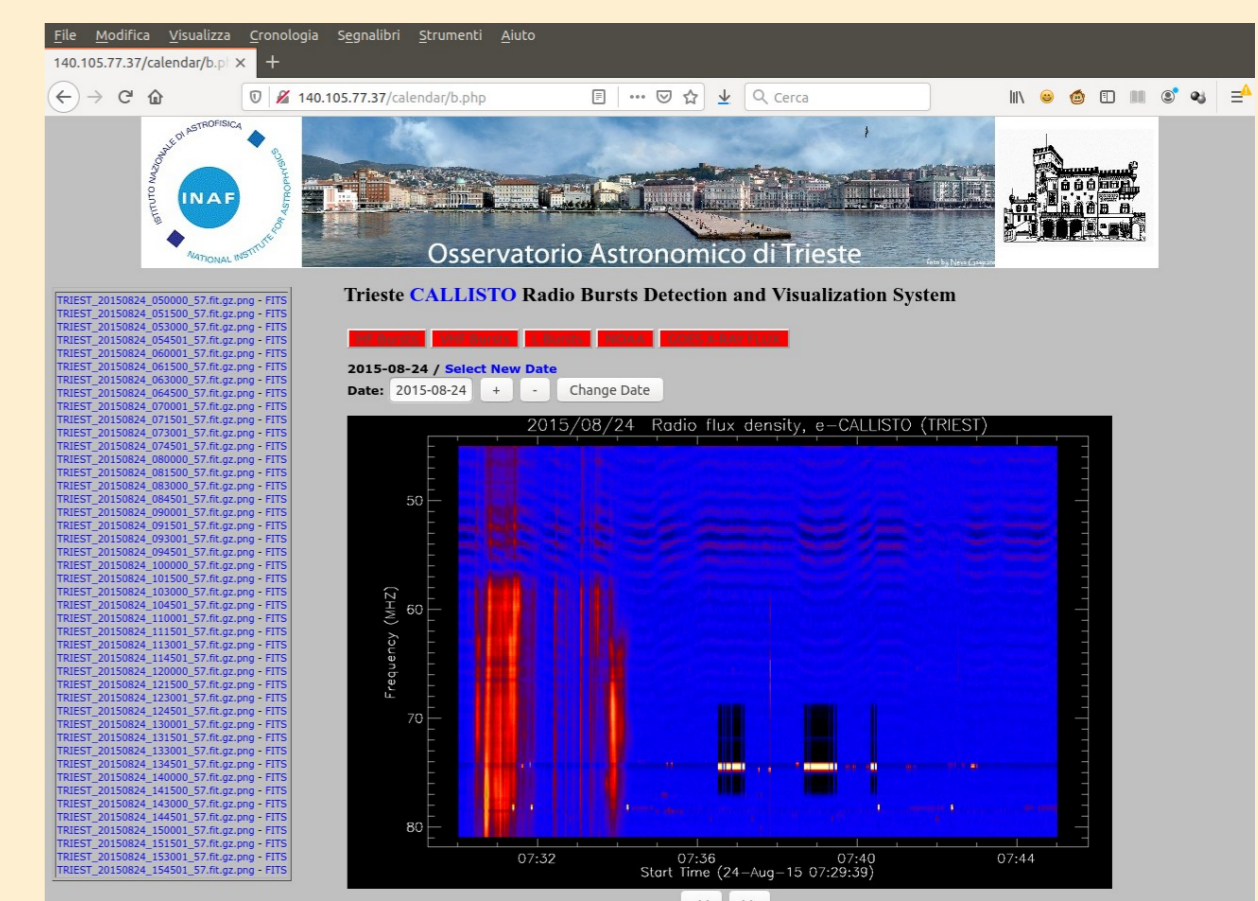 File Modifica Visualizza Cronologia Segnalibri Strumenti Aiuto
140.105.77.37/calendar/b.p
140.105.77.37/calendar/b.php
Cerca
ISTITUTO NAZIONALE DI ASTROFISICA
INAF
NATIONAL INSTITUTE FOR ASTROPHYSICS
Osservatorio Astronomico di Trieste
TRIEST_20150824_050000_57.fit.gz.png - FITS
TRIEST_20150824_051500_57.fit.gz.png - FITS
TRIEST_20150824_053000_57.fit.gz.png - FITS
TRIEST_20150824_054501_57.fit.gz.png - FITS
TRIEST_20150824_060001_57.fit.gz.png - FITS
TRIEST_20150824_061500_57.fit.gz.png - FITS
TRIEST_20150824_063000_57.fit.gz.png - FITS
TRIEST_20150824_064500_57.fit.gz.png - FITS
TRIEST_20150824_070001_57.fit.gz.png - FITS
TRIEST_20150824_071501_57.fit.gz.png - FITS
TRIEST_20150824_073001_57.fit.gz.png - FITS
TRIEST_20150824_074501_57.fit.gz.png - FITS
TRIEST_20150824_080000_57.fit.gz.png - FITS
TRIEST_20150824_081500_57.fit.gz.png - FITS
TRIEST_20150824_083000_57.fit.gz.png - FITS
TRIEST_20150824_084501_57.fit.gz.png - FITS
TRIEST_20150824_090001_57.fit.gz.png - FITS
TRIEST_20150824_091501_57.fit.gz.png - FITS
TRIEST_20150824_093001_57.fit.gz.png - FITS
TRIEST_20150824_094501_57.fit.gz.png - FITS
TRIEST_20150824_100000_57.fit.gz.png - FITS
TRIEST_20150824_101500_57.fit.gz.png - FITS
TRIEST_20150824_103000_57.fit.gz.png - FITS
TRIEST_20150824_104501_57.fit.gz.png - FITS
TRIEST_20150824_110001_57.fit.gz.png - FITS
TRIEST_20150824_111501_57.fit.gz.png - FITS
TRIEST_20150824_113001_57.fit.gz.png - FITS
TRIEST_20150824_114501_57.fit.gz.png - FITS
TRIEST_20150824_120000_57.fit.gz.png - FITS
TRIEST_20150824_121500_57.fit.gz.png - FITS
TRIEST_20150824_123001_57.fit.gz.png - FITS
TRIEST_20150824_124501_57.fit.gz.png - FITS
TRIEST_20150824_130001_57.fit.gz.png - FITS
TRIEST_20150824_131501_57.fit.gz.png - FITS
TRIEST_20150824_133001_57.fit.gz.png - FITS
TRIEST_20150824_134501_57.fit.gz.png - FITS
TRIEST_20150824_140000_57.fit.gz.png - FITS
TRIEST_20150824_141500_57.fit.gz.png - FITS
TRIEST_20150824_143000_57.fit.gz.png - FITS
TRIEST_20150824_144501_57.fit.gz.png - FITS
TRIEST_20150824_150001_57.fit.gz.png - FITS
TRIEST_20150824_151501_57.fit.gz.png - FITS
TRIEST_20150824_153001_57.fit.gz.png - FITS
TRIEST_20150824_154501_57.fit.gz.png - FITS
Trieste CALLISTO Radio Bursts Detection and Visualization System
2015-08-24 / Select New Date
Date: 2015-08-24 + - Change Date
2015/08/24 Radio flux density, e-CALLISTO (TRIEST)
50
60
70
80
Frequency (MHZ)
07:32 07:36 07:40 07:44
Start Time (24-Aug-15 07:29:39)